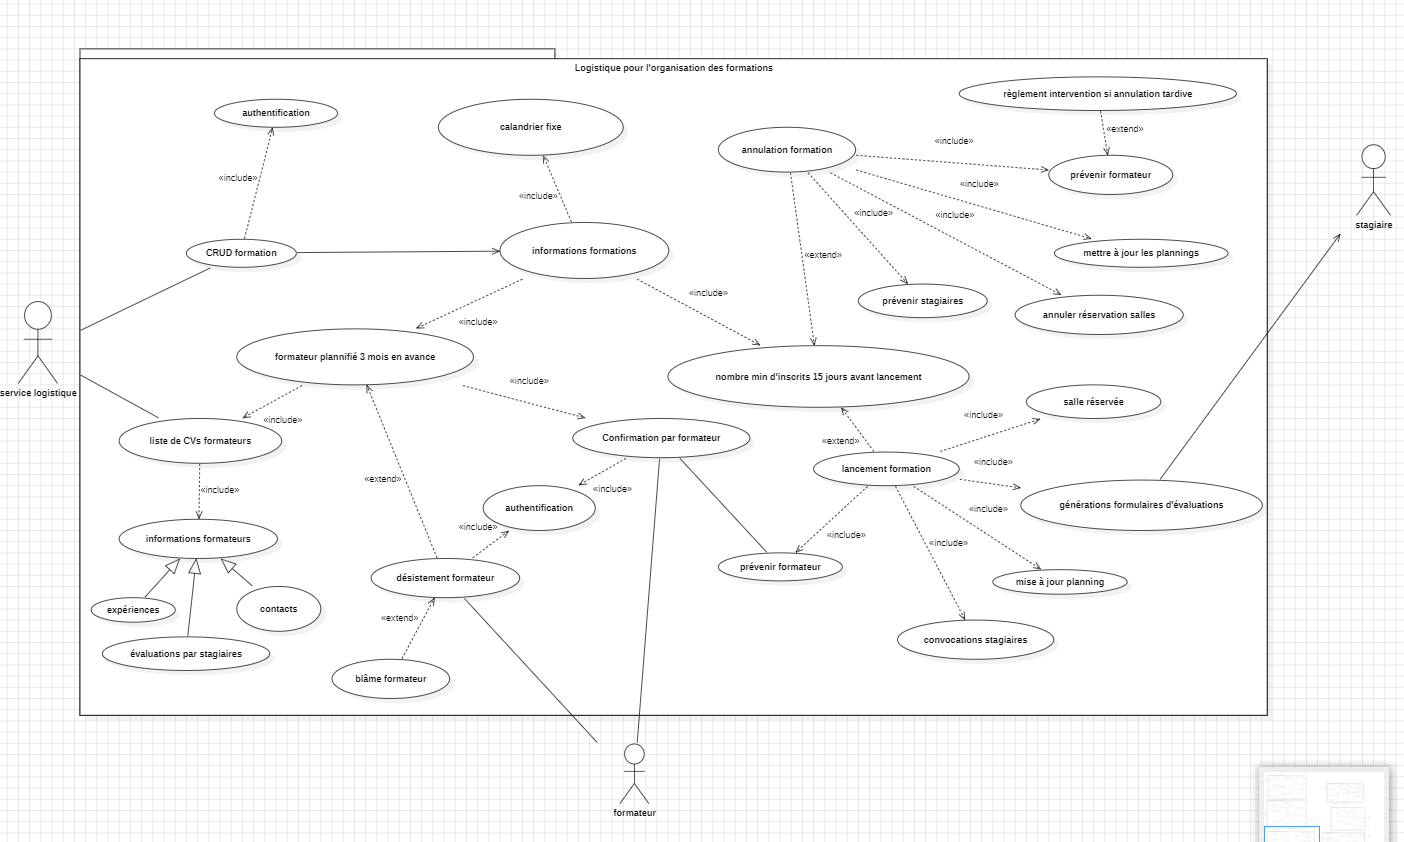 Logistique pour l'organisation des formations
règlement intervention si annulation tardive
authentification
calandrier fixe
«extend»
«include»
annulation formation
prévenir formateur
«include»
«include»
«include»
«include»
«include»
stagiaire
CRUD formation
informations formations
«extend»
mettre à jour les plannings
«include»
prévenir stagiaires
annuler réservation salles
«include»
formateur plannifié 3 mois en avance
nombre min d'inscrits 15 jours avant lancement
«include»
service logistique
salle réservée
«include»
«include»
liste de CVs formateurs
Confirmation par formateur
«extend»
«include»
lancement formation
«extend»
«include»
«include»
authentification
«include»
générations formulaires d'évaluations
«include»
informations formateurs
«include»
«include»
prévenir formateur
désistement formateur
mise à jour planning
expériences
contacts
«extend»
convocations stagiaires
évaluations par stagiaires
blâme formateur
formateur